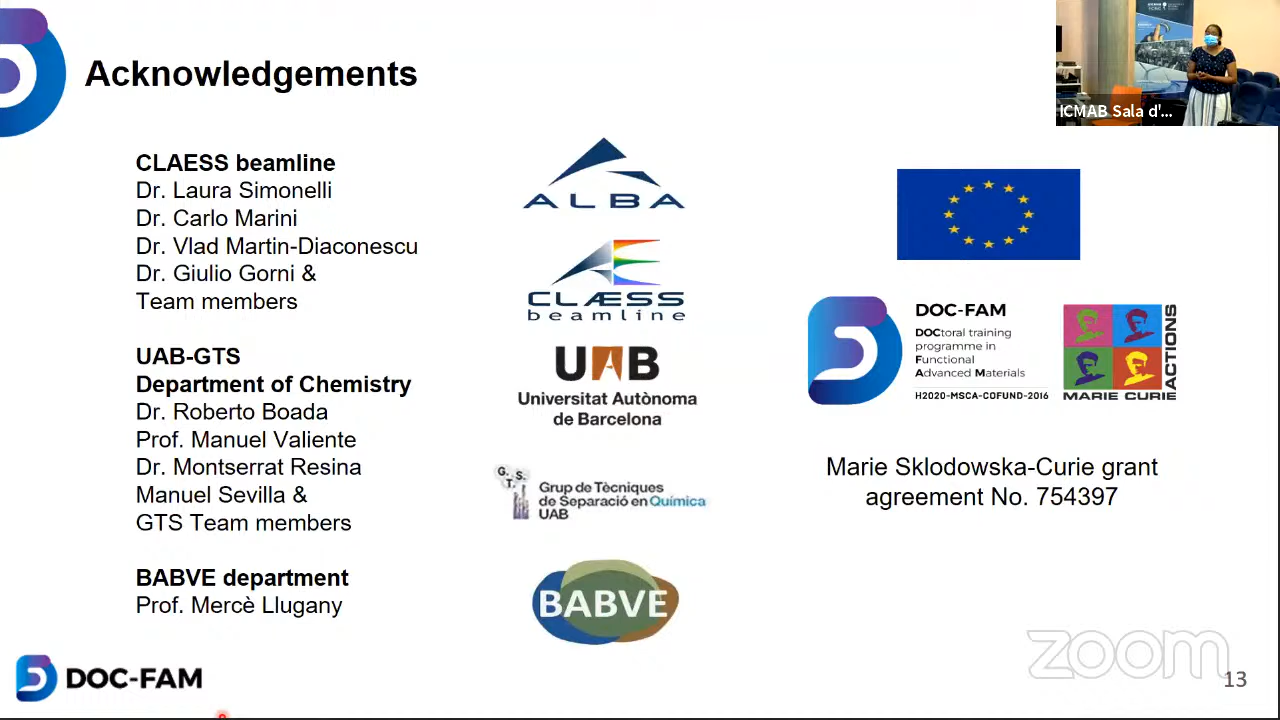 Acknowledgements
ICMAB Sala d'...
CLAESS beamline
Dr. Laura Simonelli
Dr. Carlo Marini
Dr. Vlad Martin-Diaconescu
Dr. Giulio Gorni &
Team members
UAB-GTS
Department of Chemistry
Dr. Roberto Boada
Prof. Manuel Valiente
Dr. Montserrat Resina
Manuel Sevilla &
GTS Team members
BABVE department
Prof. Mercè Llugany
ALBA
CLÆSS
beamline
UAB
Universitat Autònoma
de Barcelona
G.T.S.
Grup de Tècniques
de Separació en Química
UAB
BABVE
DOC-FAM
DOCtoral training
programme in
Functional
Advanced Materials
H2020-MSCA-COFUND-2016
MARIE CURIE
ACTIONS
Marie Sklodowska-Curie grant
agreement No. 754397
DOC-FAM
zoom
13